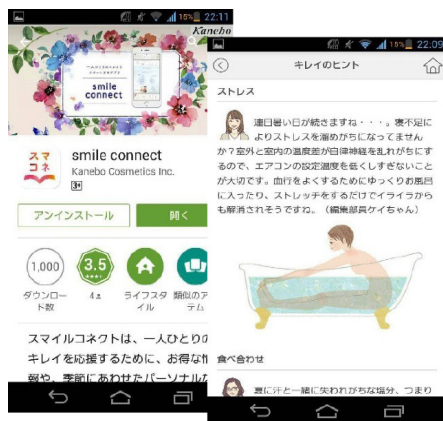 15% 22:11
Kanebo
smile
connect
スマ
コネ
smile connect
Kanebo Cosmetics Inc.
3+
アンインストール
開く
1,000
3.5
ダウンロー
ド数
4
ライフスタ
イル
類似のア
テム
スマイルコネクトは、一人ひとりの
キレイを応援するために、お得な情
報や、季節にあわせたパーソナルな
15% 22:09
キレイのヒント
ストレス
連日暑い日が続きますね・・・。寝不足に
よりストレスを溜めがちになってません
か？室外と室内の温度差が自律神経を乱れがちにす
るので、エアコンの設定温度を低くしすぎないこと
が大切です。血行をよくするためにゆっくりお風呂
に入ったり、ストレッチをするだけでイライラから
も解消されそうですね。（編集部員ケイちゃん）
食べ合わせ
夏に汗と一緒に失われがちな塩分、つまり